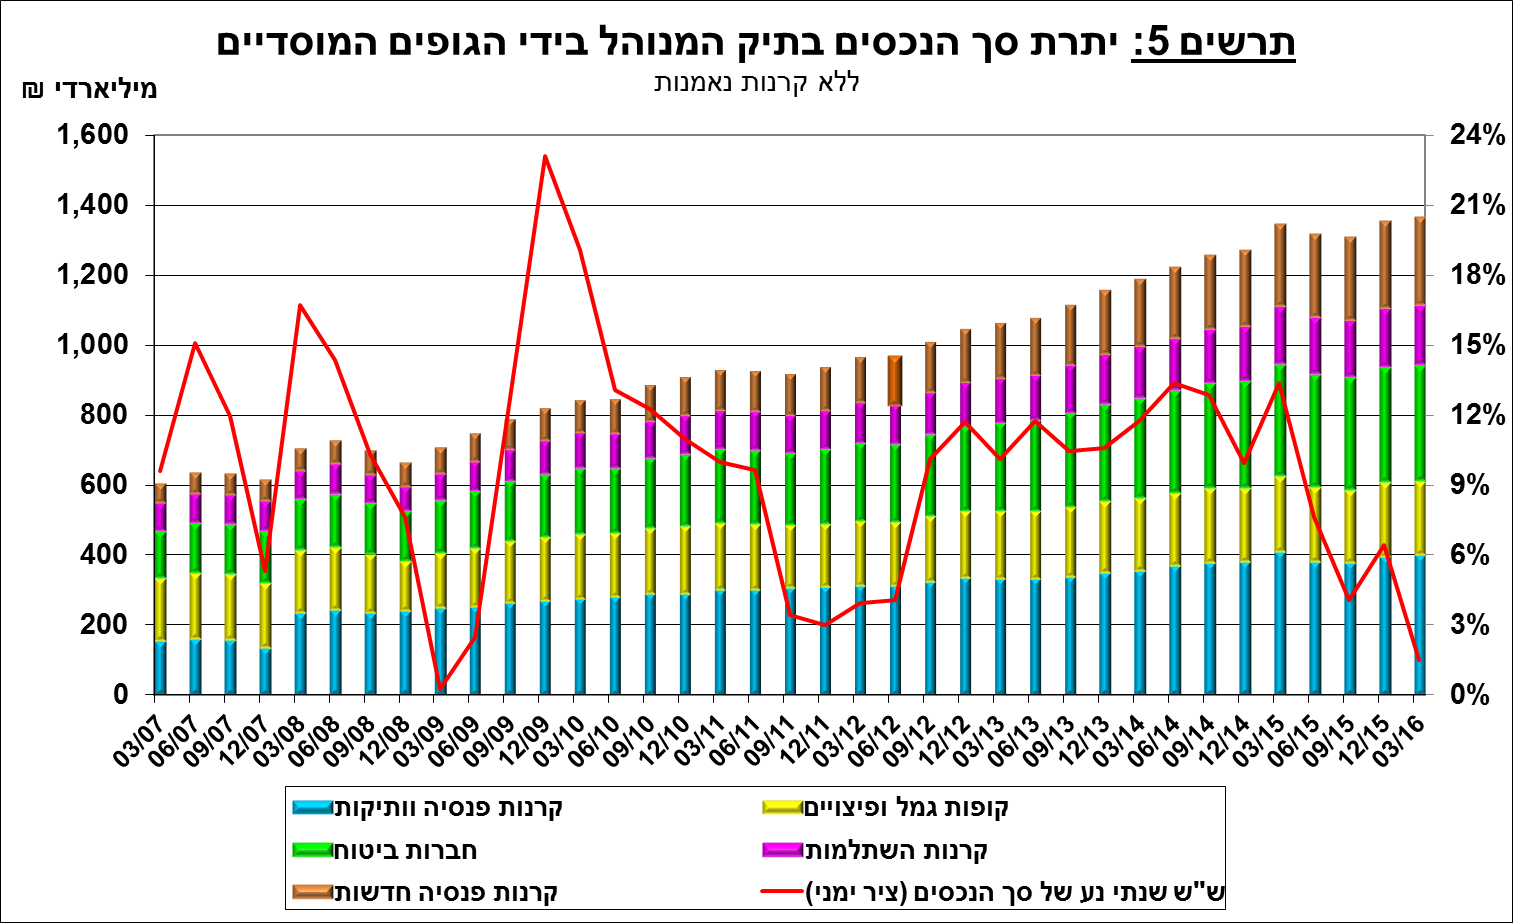 תרשים 5: יתרת סך הנכסים בתיק המנוהל בידי הגופים המוסדיים
ללא קרנות נאמנות
מיליארדי ₪
1,600
1,400
1,200
1,000
800
600
400
200
0
24%
21%
18%
15%
12%
9%
6%
3%
0%
03/07 06/07 09/07 12/07 03/08 06/08 09/08 12/08 03/09 06/09 09/09 12/09 03/10 06/10 09/10 12/10 03/11 06/11 09/11 12/11 03/12 06/12 09/12 12/12 03/13 06/13 09/13 12/13 03/14 06/14 09/14 12/14 03/15 06/15 09/15 12/15 03/16
קרנות פנסיה וותיקות
קופות גמל ופיצויים
חברות ביטוח
קרנות השתלמות
קרנות פנסיה חדשות
ש"ש שנתי נע של סך הנכסים (ציר ימני)